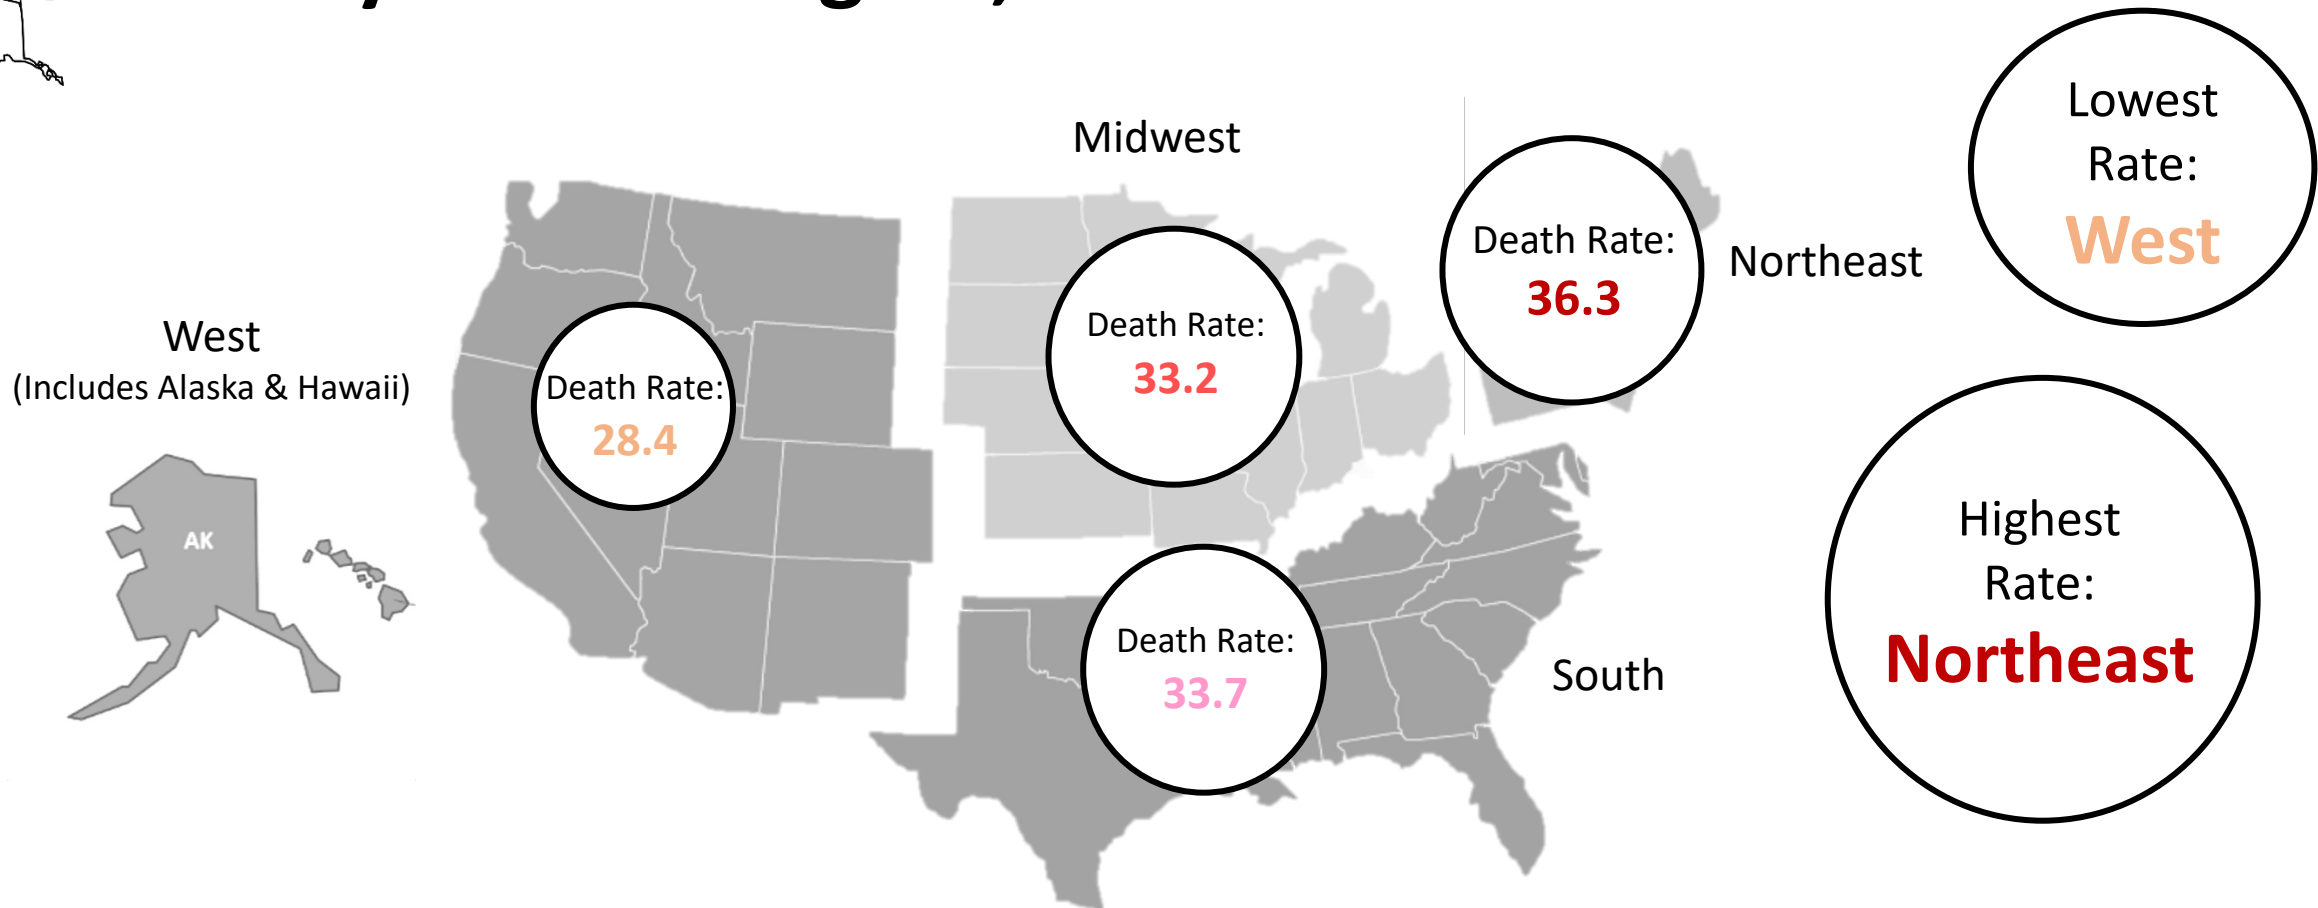 Midwest
Death Rate:
33.2
Death Rate:
36.3
Northeast
Lowest
Rate:
West
West
(Includes Alaska & Hawaii)
Death Rate:
28.4
AK
Death Rate:
33.7
South
Highest
Rate:
Northeast